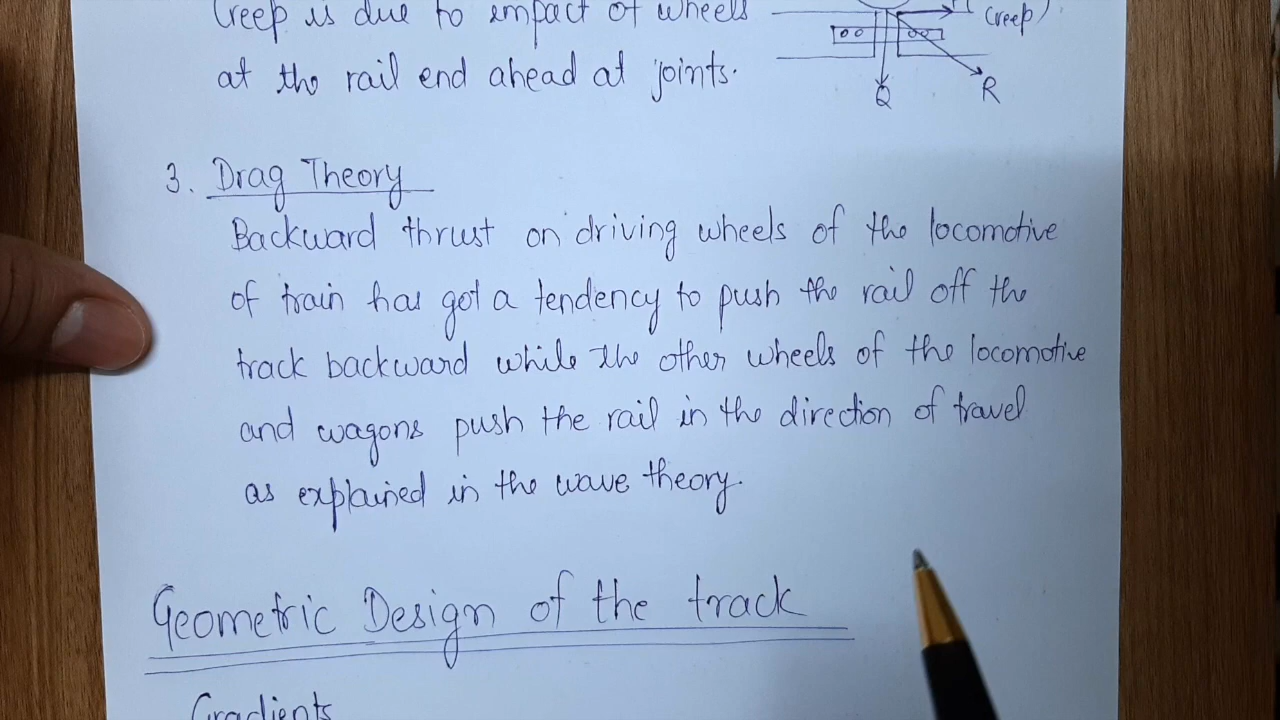 Creep is due to impact of wheels
at the rail end ahead at joints.
Creep)
Q
R
3. Drag Theory
Backward thrust on driving wheels of the locomotive
of train has got a tendency to push the rail off the
track backward while the other wheels of the locomotive
and wagons push the rail in the direction of travel
as explained in the wave theory.
Geometric Design of the track
Gradients